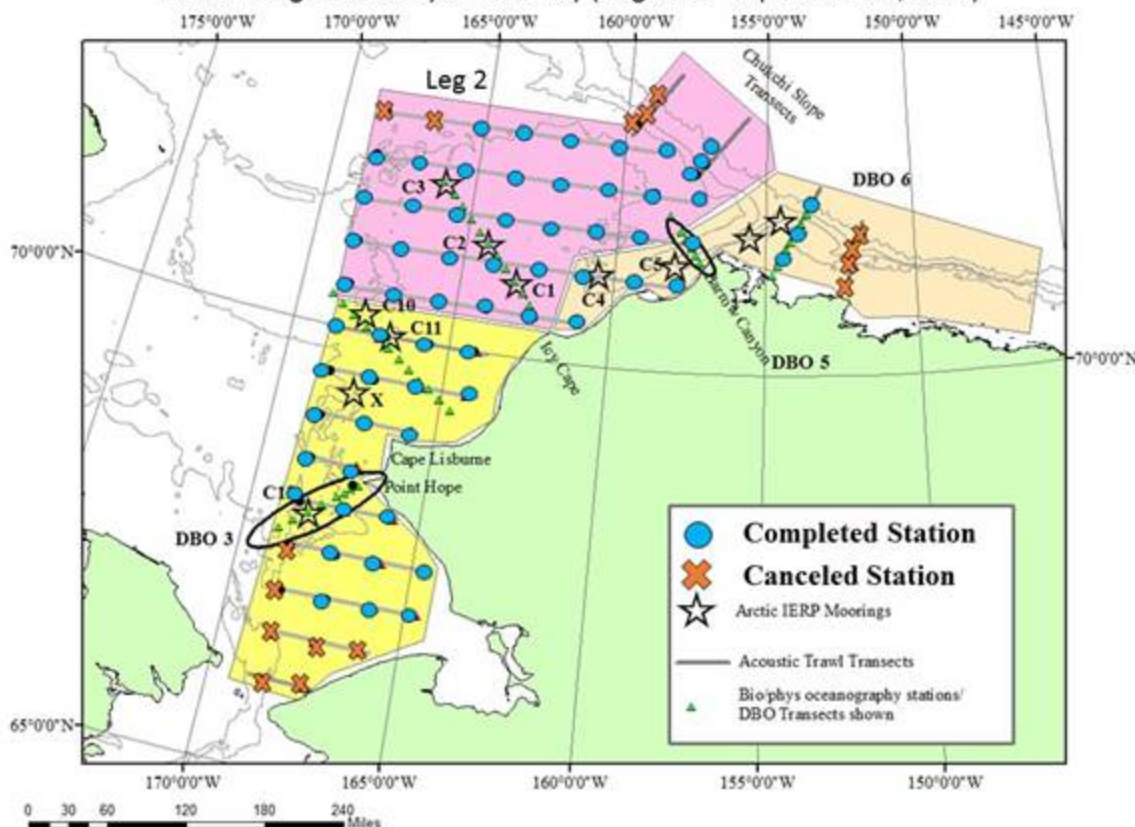 175°0'0"W
170°0'0"W
165°0'0"W
160°0'0"W
155°0'0"W
150°0'0"W
145°0'0"W
Leg 2
Chukchi Slope
Transects
DBO 6
C3
C2
C1
C5
C4
70°0'0"N
C10
C11
Icy Cape
Canyon
DBO 5
70°0'0"N
X
Cape Lisburne
Point Hope
DBO 3
Completed Station
Canceled Station
Arctic IERP Moorings
Acoustic Trawl Transects
Bio/phys oceanography stations/
DBO Transects shown
65°0'0"N
170°0'0"W
165°0'0"W
160°0'0"W
155°0'0"W
150°0'0"W
0 30 60 120 180 240
Miles